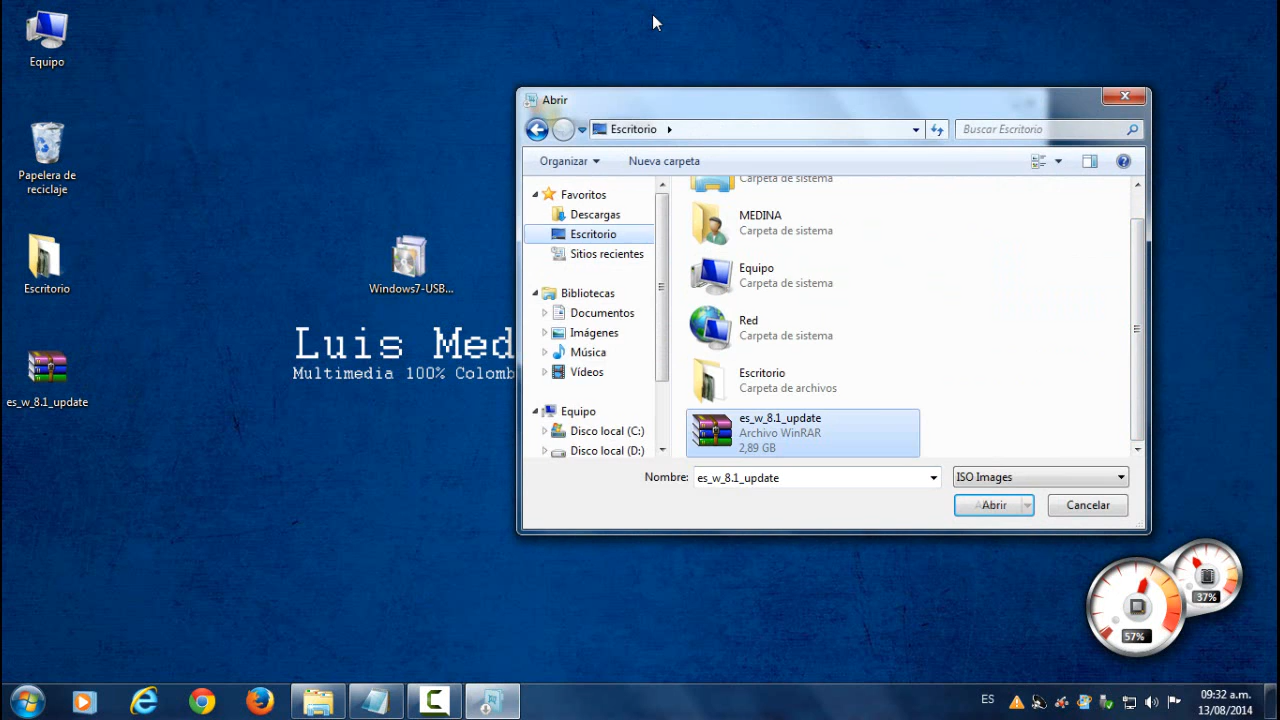 Equipo
Papelera de
reciclaje
Escritorio
es_w_8.1_update
Windows7-USB...
Luis Med
Multimedia 100% Colomb
Abrir
Escritorio
Buscar Escritorio
Organizar
Nueva carpeta
Favoritos
Descargas
Escritorio
Sitios recientes
Bibliotecas
Documentos
Imágenes
Música
Vídeos
Equipo
Disco local (C:)
Disco local (D:)
Carpeta de sistema
MEDINA
Carpeta de sistema
Equipo
Carpeta de sistema
Red
Carpeta de sistema
Escritorio
Carpeta de archivos
es_w_8.1_update
Archivo WinRAR
2,89 GB
Nombre:
es_w_8.1_update
ISO Images
Abrir
Cancelar
37%
57%
ES
09:32 a.m.
13/08/2014